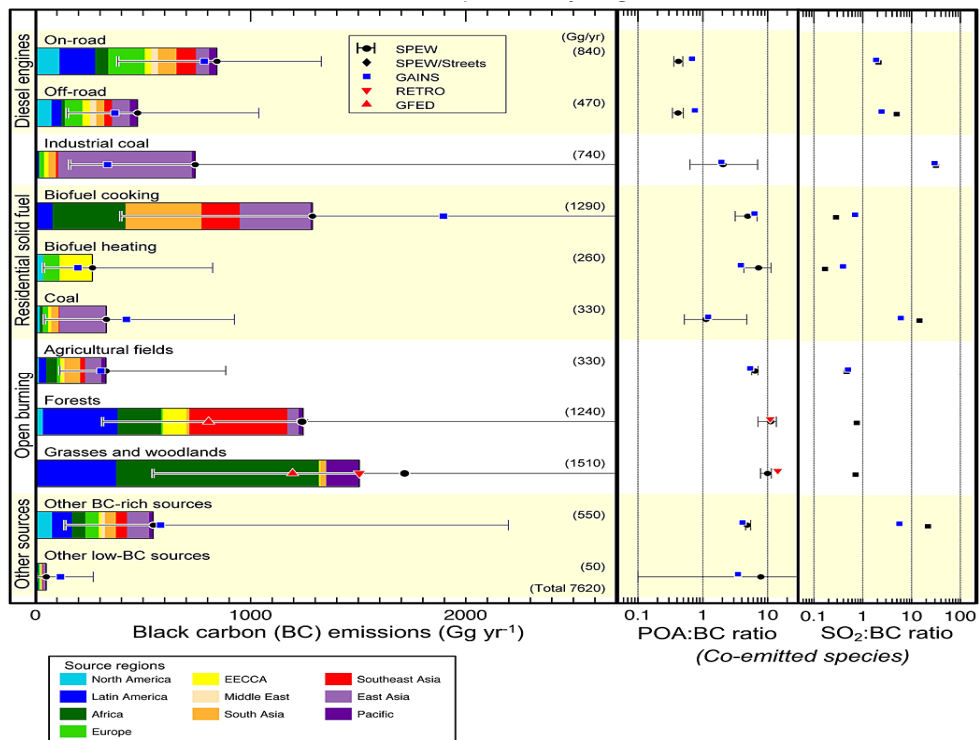 On-road
(Gg/yr)
(840)
Off-road
(470)
Diesel engines
Industrial coal
(740)
Biofuel cooking
(1290)
Biofuel heating
(260)
Coal
(330)
Residential solid fuel
Agricultural fields
(330)
Forests
(1240)
Grasses and woodlands
(1510)
Open burning
Other BC-rich sources
(550)
Other low-BC sources
(50)
(Total 7620)
Other sources
SPEW
SPEW/Streets
GAINS
RETRO
GFED
0 1000 2000
Black carbon (BC) emissions (Gg yr⁻¹)
0.1 1 10
POA:BC ratio
0.1 1 10 100
SO₂:BC ratio
(Co-emitted species)
Source regions
North America EECCA Southeast Asia
Latin America Middle East East Asia
Africa South Asia Pacific
Europe